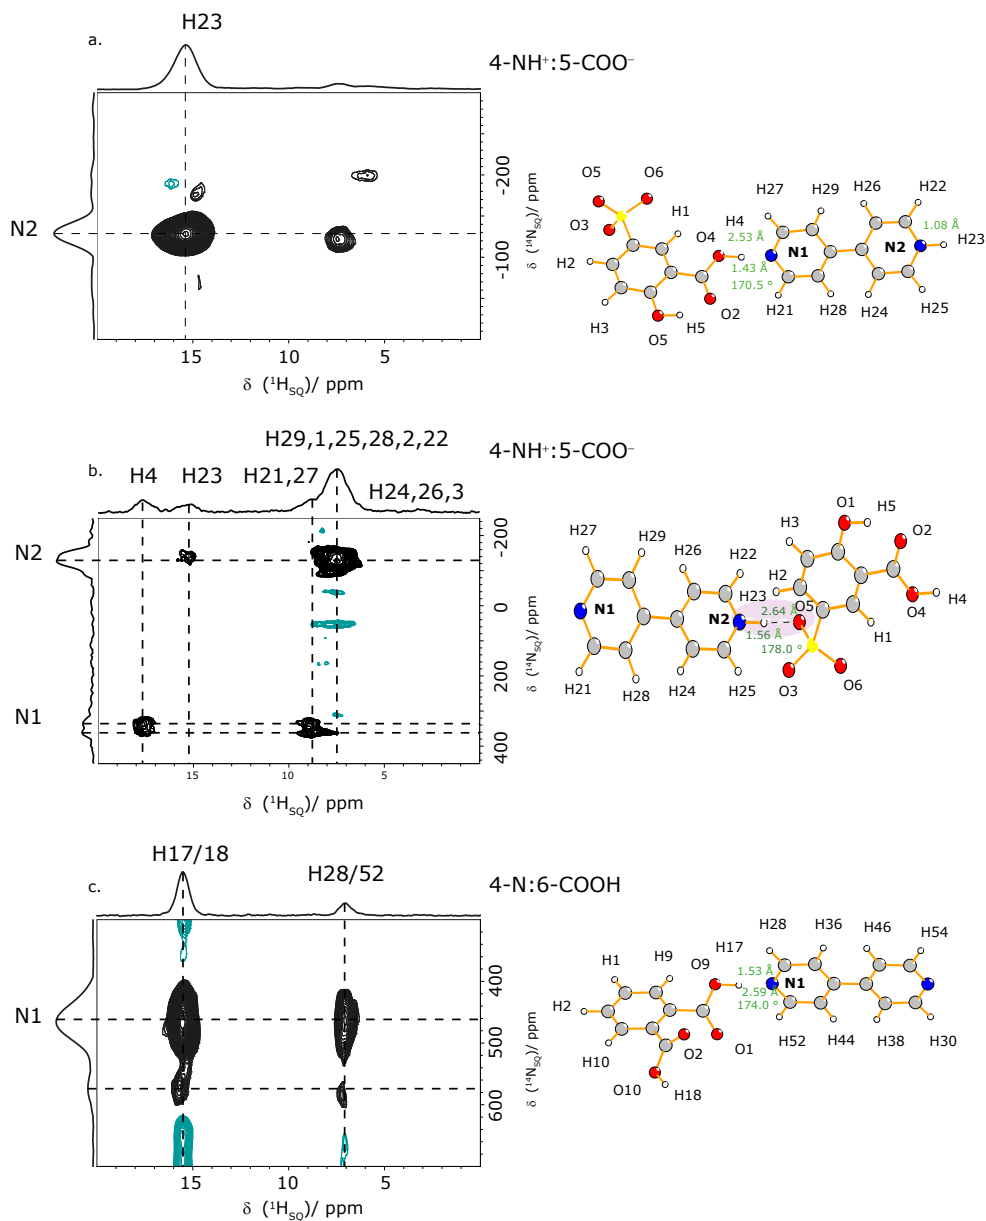 a.
H23
4-NH⁺:5-COO⁻
N2
-200
-100
δ (¹⁴N_SQ)/ ppm
15
10
5
δ (¹H_SQ)/ ppm
O5
O6
O3
H1
H2
H3
O5
H5
O2
O4
H4
2.53 Å
1.43 Å
170.5 °
H27
H29
H26
H22
N1
N2
1.08 Å
H23
H21
H28
H24
H25
b.
H29,1,25,28,2,22
4-NH⁺:5-COO⁻
H4
H23
H21,27
H24,26,3
N2
N1
-200
0
200
400
δ (¹⁴N_SQ)/ ppm
15
10
5
δ (¹H_SQ)/ ppm
H27
H29
H26
H22
N1
N2
H23
H21
H28
H24
H25
2.64 Å
1.56 Å
178.0 °
O1
H5
H3
O2
H2
O5
O4
H4
H1
O3
O6
c.
H17/18
H28/52
4-N:6-COOH
N1
400
500
600
δ (¹⁴N_SQ)/ ppm
15
10
5
δ (¹H_SQ)/ ppm
H1
H9
O9
H17
H2
H10
O2
O1
O10
H18
1.53 Å
2.59 Å
174.0 °
H28
H36
H46
H54
N1
H52
H44
H38
H30